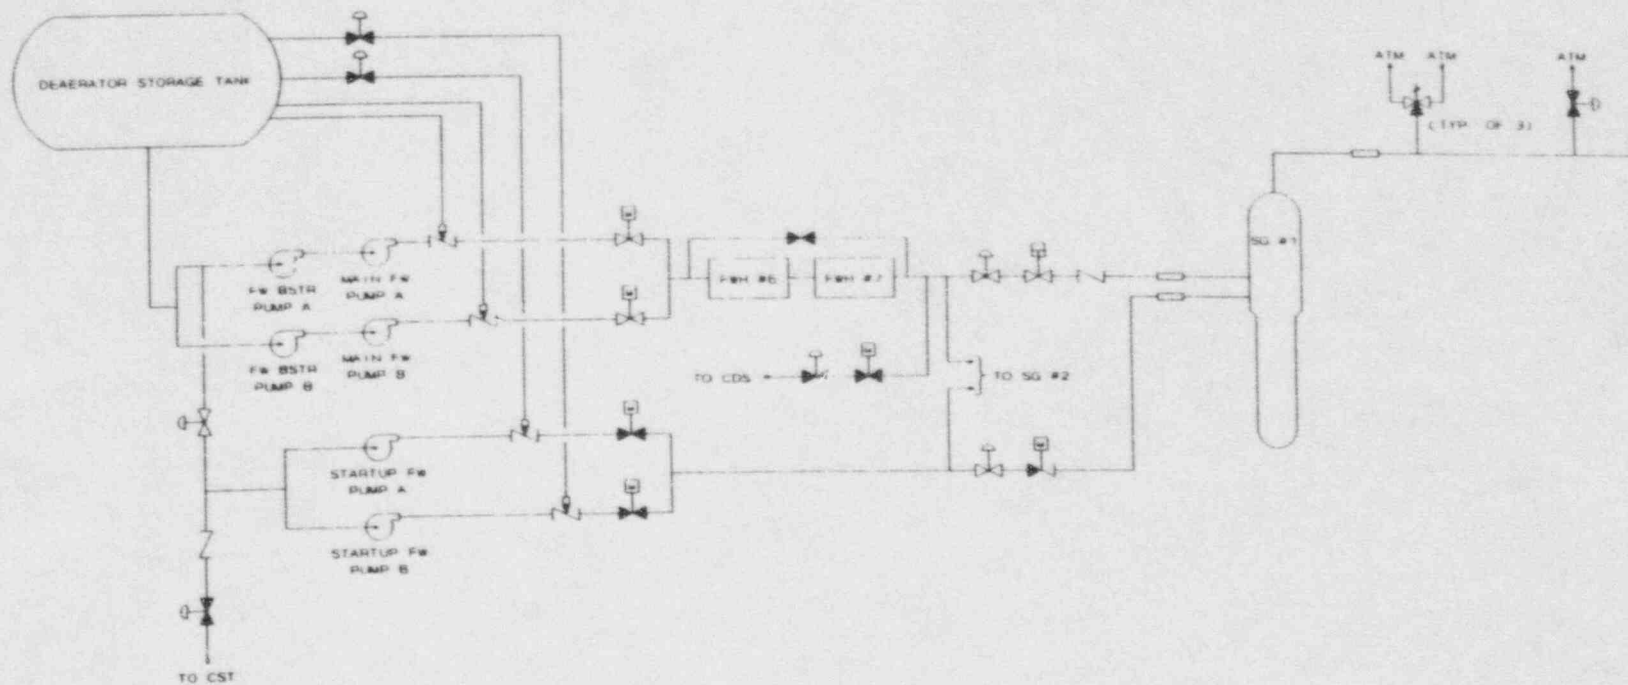 ATM ATM ATM
DEAERATOR STORAGE TANK
(TYP. OF 3)
SG #1
MAIN FW
PUMP A
FW BSTR
PUMP A
FWH #6
FWH #7
MAIN FW
PUMP B
FW BSTR
PUMP B
TO CDS
TO SG #2
STARTUP FW
PUMP A
STARTUP FW
PUMP B
TO CST